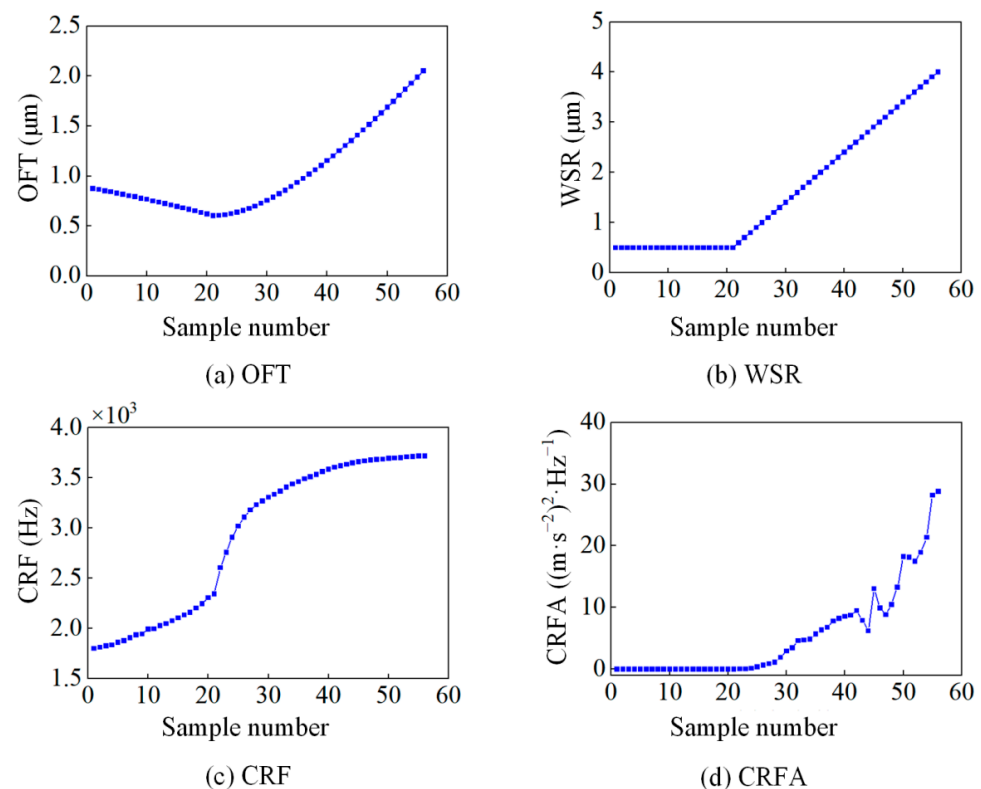 2.5
2.0
1.5
1.0
0.5
0.0
OFT (μm)
0 10 20 30 40 50 60
Sample number
(a) OFT
5
4
3
2
1
0
WSR (μm)
0 10 20 30 40 50 60
Sample number
(b) WSR
×10³
4.0
3.5
3.0
2.5
2.0
1.5
CRF (Hz)
0 10 20 30 40 50 60
Sample number
(c) CRF
40
30
20
10
0
CRFA ((m·s⁻²)²·Hz⁻¹)
0 10 20 30 40 50 60
Sample number
(d) CRFA